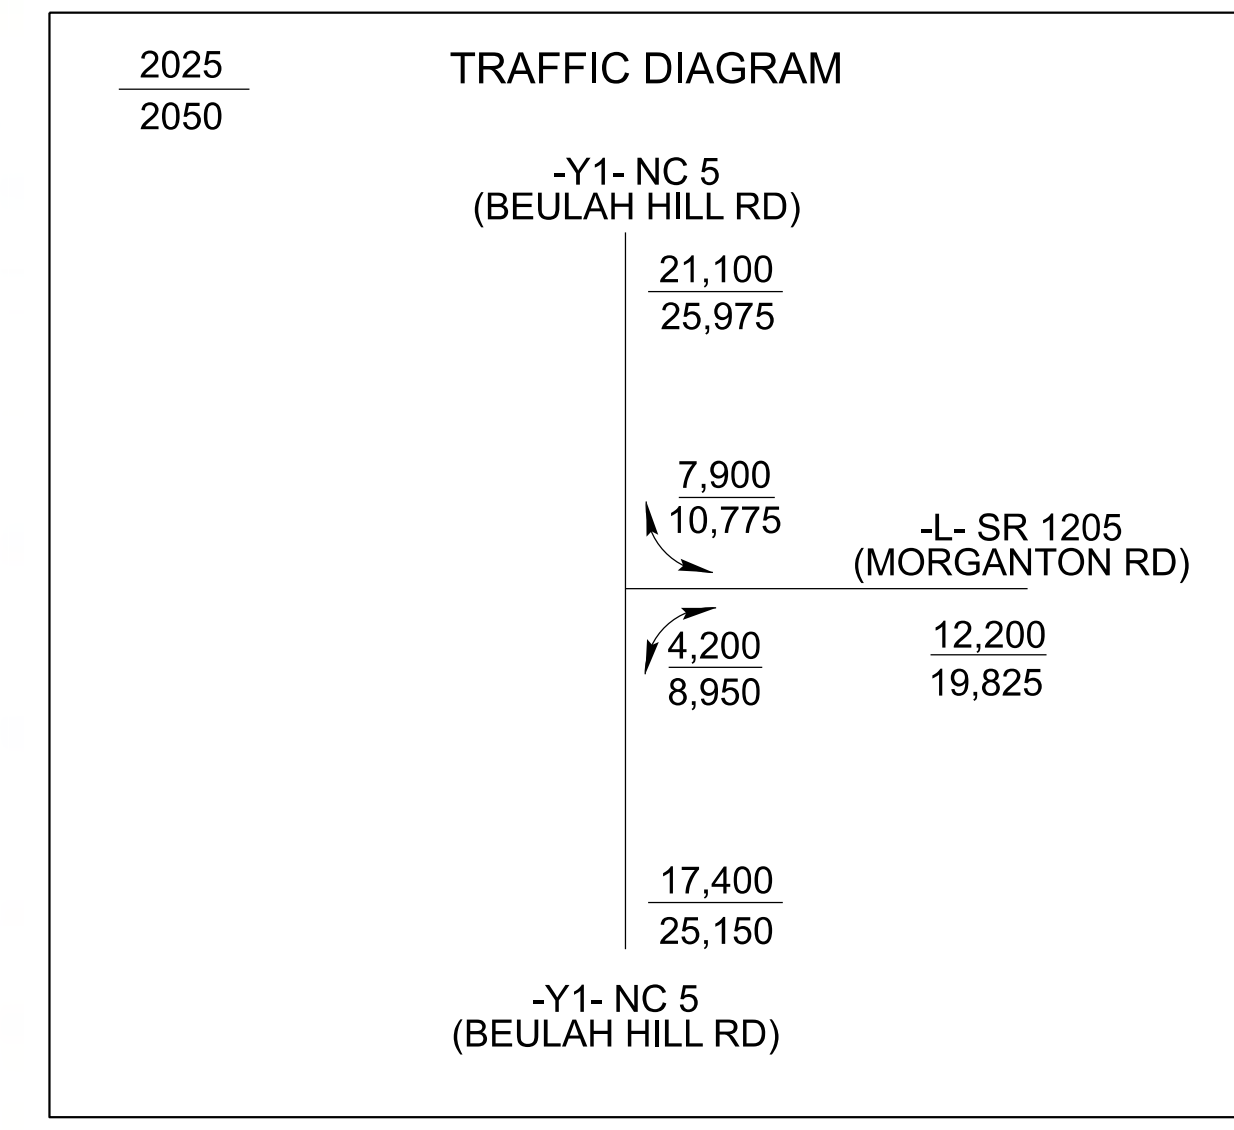 2025
2050
TRAFFIC DIAGRAM
-Y1- NC 5
(BEULAH HILL RD)
21,100
25,975
7,900
10,775
-L- SR 1205
(MORGANTON RD)
4,200
8,950
12,200
19,825
17,400
25,150
-Y1- NC 5
(BEULAH HILL RD)